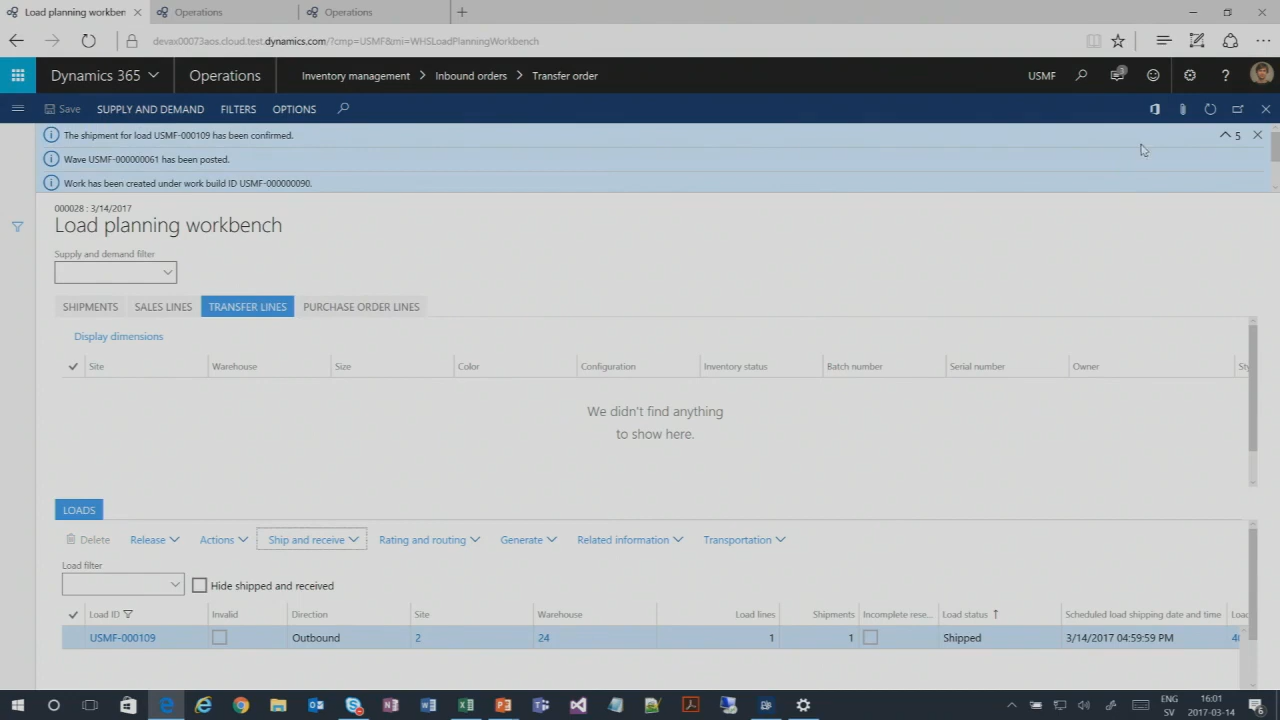 Load planning workben
Operations
Operations
devax00073aos.cloud.test.dynamics.com/?cmp=USMF&mi=WHSLoadPlanningWorkbench
Dynamics 365
Operations
Inventory management > Inbound orders > Transfer order
USMF
3
Save
SUPPLY AND DEMAND
FILTERS
OPTIONS
The shipment for load USMF-000109 has been confirmed.
5
Wave USMF-000000061 has been posted.
Work has been created under work build ID USMF-000000090.
000028 : 3/14/2017
Load planning workbench
Supply and demand filter
SHIPMENTS
SALES LINES
TRANSFER LINES
PURCHASE ORDER LINES
Display dimensions
Site
Warehouse
Size
Color
Configuration
Inventory status
Batch number
Serial number
Owner
Sty
We didn't find anything
to show here.
LOADS
Delete
Release
Actions
Ship and receive
Rating and routing
Generate
Related information
Transportation
Load filter
Hide shipped and received
Load ID
Invalid
Direction
Site
Warehouse
Load lines
Shipments
Incomplete rese...
Load status
Scheduled load shipping date and time
Loac
USMF-000109
Outbound
2
24
1
1
Shipped
3/14/2017 04:59:59 PM
ENG
SV
16:01
2017-03-14
6